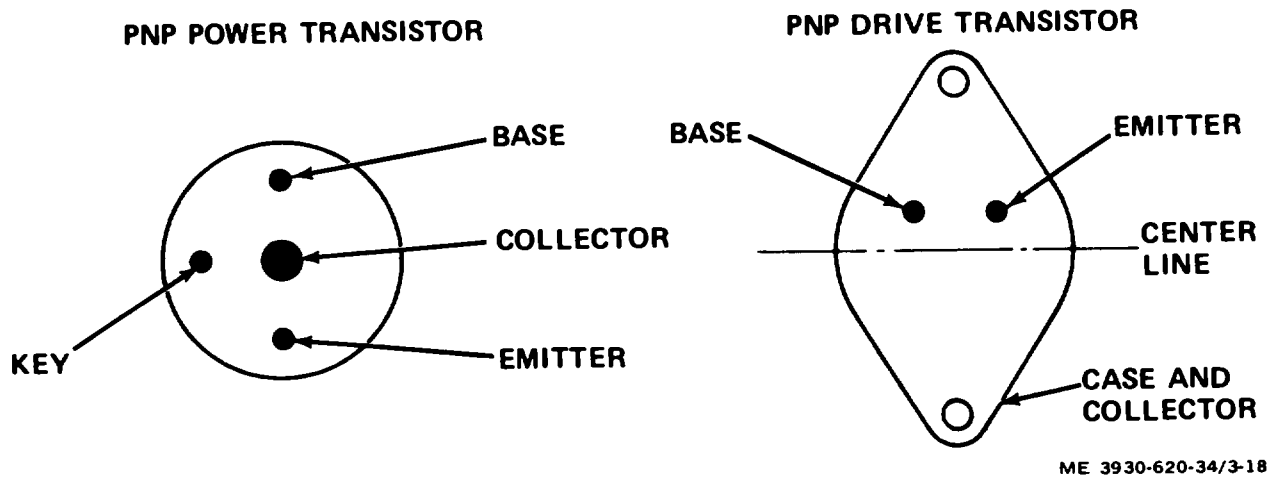 PNP POWER TRANSISTOR
BASE
COLLECTOR
KEY
EMITTER
PNP DRIVE TRANSISTOR
BASE
EMITTER
CENTER
LINE
CASE AND
COLLECTOR
ME 3930-620-34/3-18